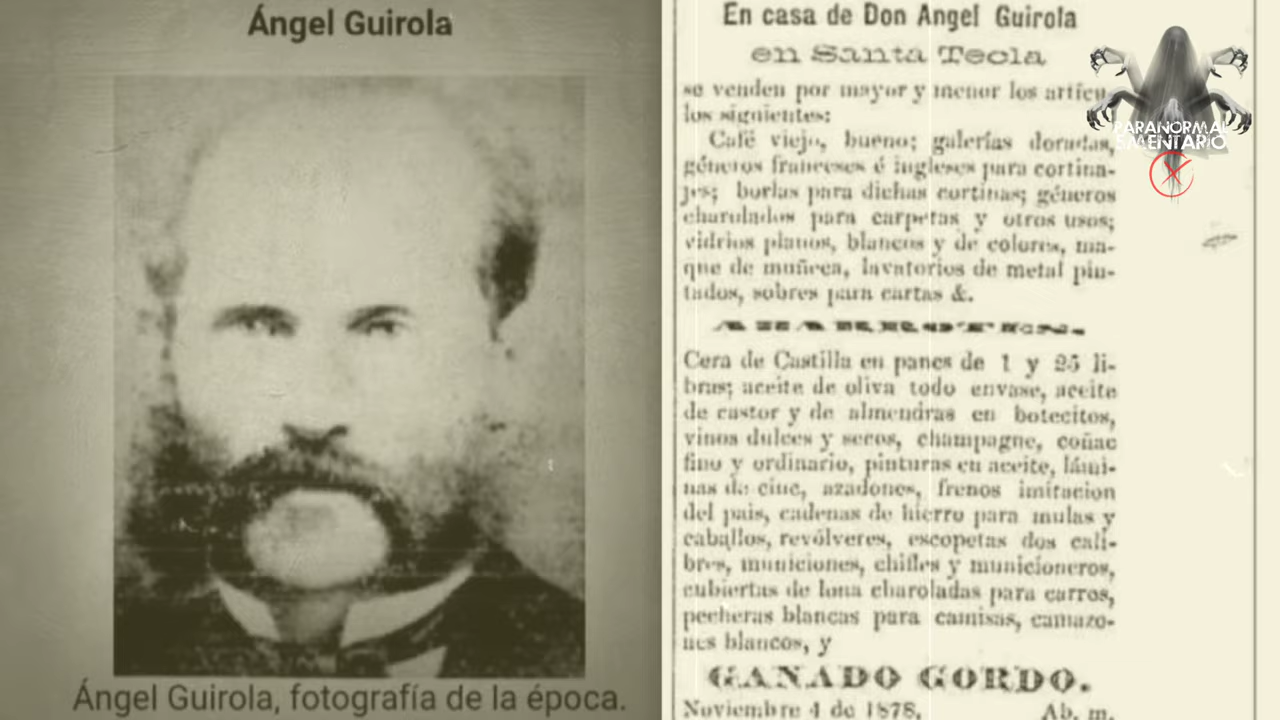 Ángel Guirola
Ángel Guirola, fotografía de la época.
En casa de Don Angel Guirola
en Santa Tecla
se venden por mayor y menor los artícu-
los siguientes:
Café viejo, bueno; galerías doradas,
géneros franceses é ingleses para cortina-
jes; borlas para dichas cortinas; géneros
charolados para carpetas y otros usos;
vidrios planos, blancos y de colores, ma-
que de muñeca, lavatorios de metal pin-
tados, sobres para cartas &.
ABARROTES.
Cera de Castilla en panes de 1 y 25 li-
bras; aceite de oliva todo envase, aceite
de castor y de almendras en botecitos,
vinos dulces y secos, champagne, coñac
fino y ordinario, pinturas en aceite, lámi-
nas de cinc, azadones, frenos imitacion
del pais, cadenas de hierro para mulas y
caballos, revólveres, escopetas dos cali-
bres, municiones, chifles y municioneros,
cubiertas de lona charoladas para carros,
pecheras blancas para camisas, camazo-
nes blancos, y
GANADO GORDO.
Noviembre 4 de 1878. Ab. m.
PARANORMAL
EMENTARIO